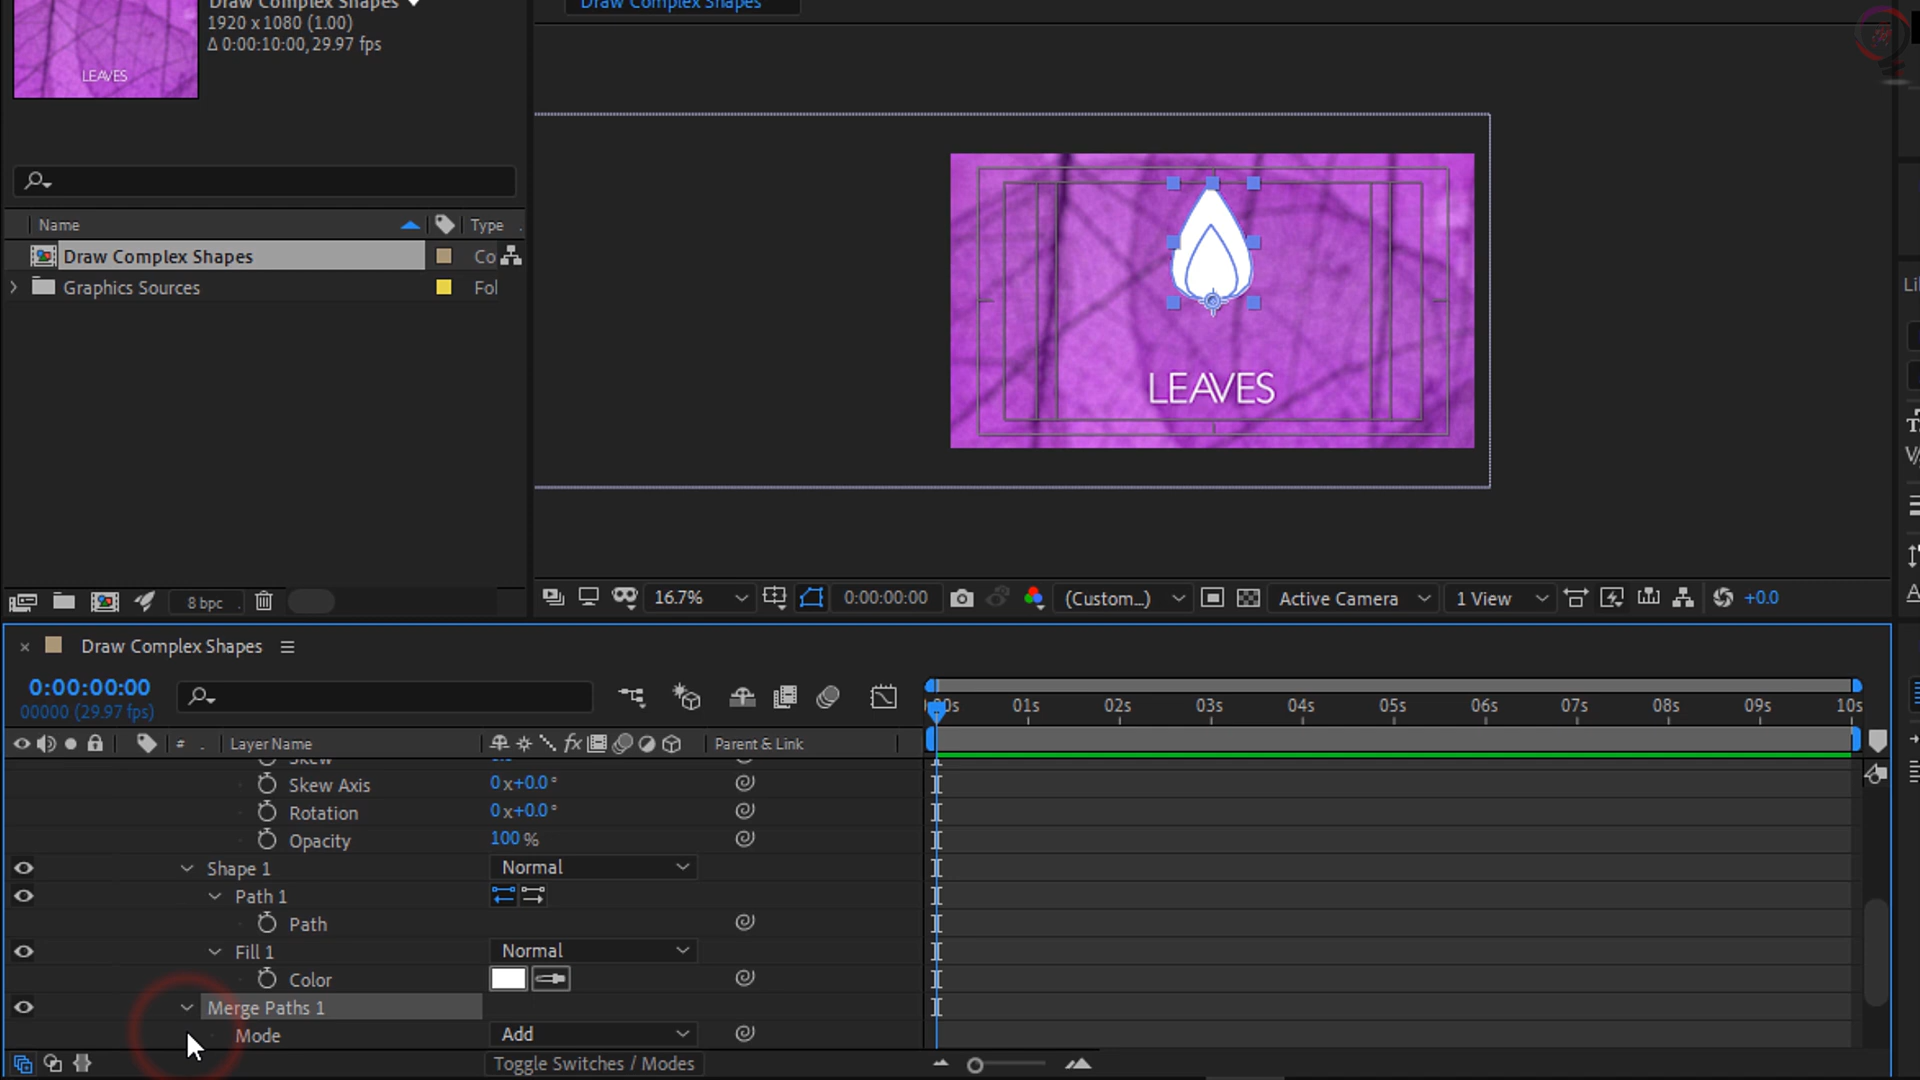 Draw Complex Shapes
1920 x 1080 (1.00)
Δ 0:00:10:00, 29.97 fps
LEAVES
Name
Type
Draw Complex Shapes
Co
Graphics Sources
Fol
8 bpc
Draw Complex Shapes
LEAVES
16.7%
0:00:00:00
(Custom...)
Active Camera
1 View
+0.0
Draw Complex Shapes
0:00:00:00
00000 (29.97 fps)
00s
01s
02s
03s
04s
05s
06s
07s
08s
09s
10s
# .
Layer Name
fx
Parent & Link
Skew
Skew Axis
0x+0.0°
Rotation
0x+0.0°
Opacity
100 %
Shape 1
Normal
Path 1
Path
Fill 1
Normal
Color
Merge Paths 1
Mode
Add
Toggle Switches / Modes